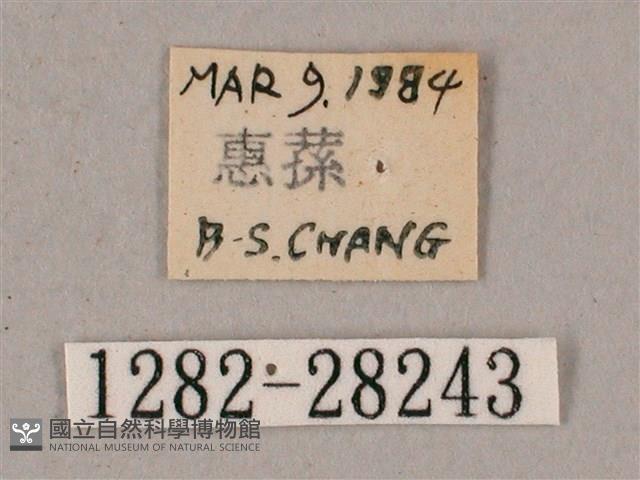 MAR 9. 1984
惠蓀
B-S. CHANG
1282-28243
國立自然科學博物館
NATIONAL MUSEUM OF NATURAL SCIENCE